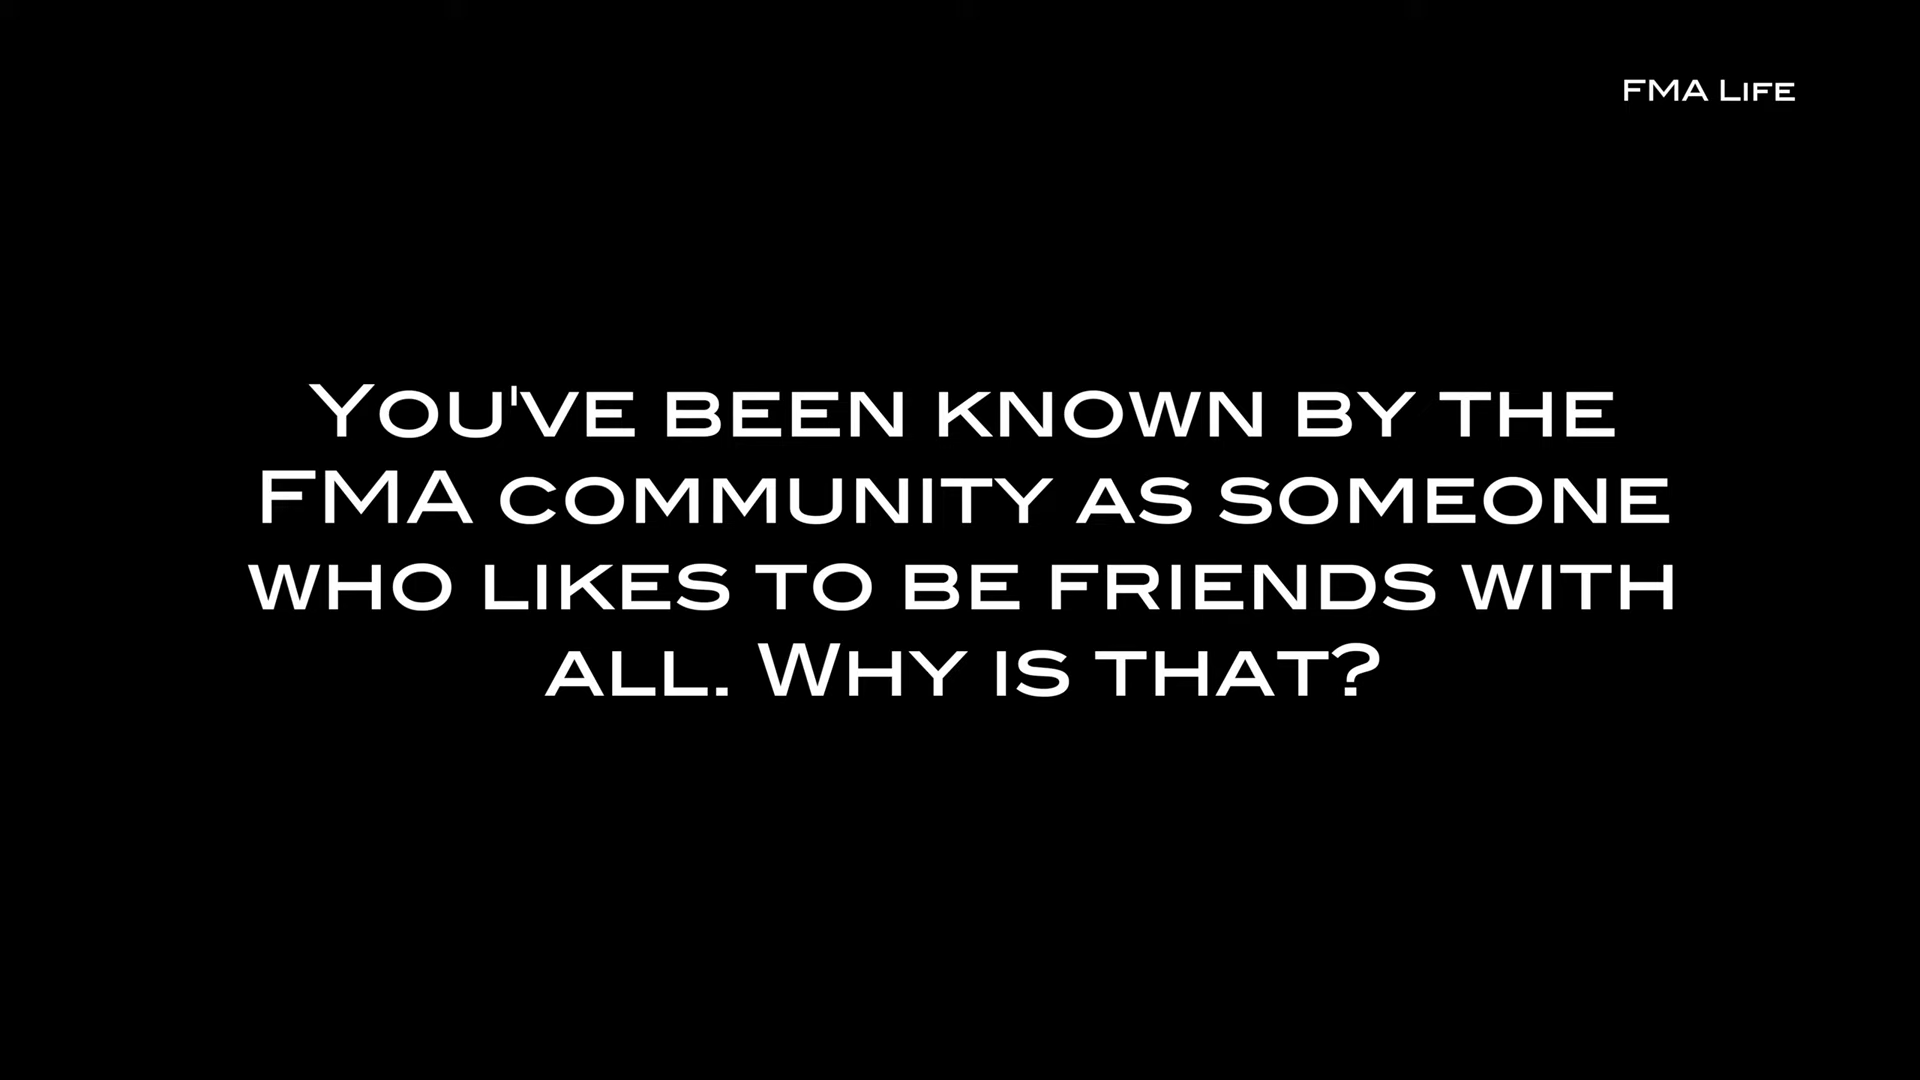 FMA Life
You've been known by the
FMA community as someone
who likes to be friends with
all. Why is that?